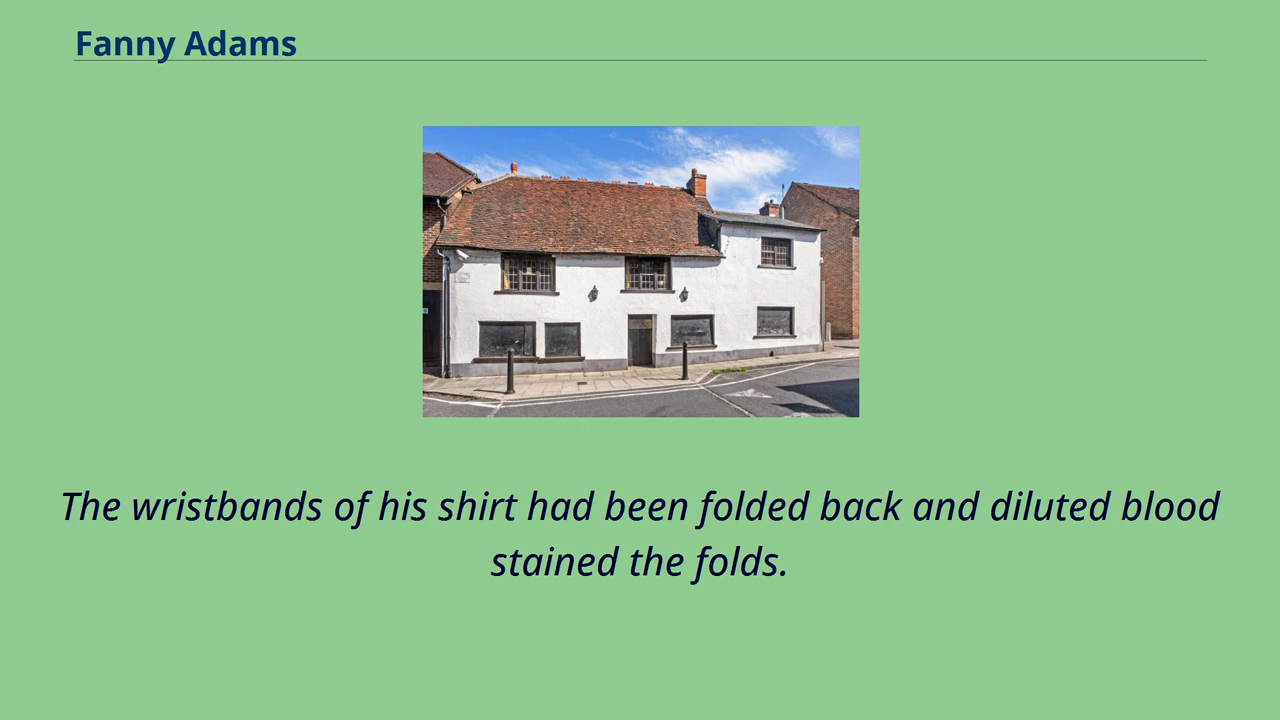 Fanny Adams
The wristbands of his shirt had been folded back and diluted blood
stained the folds.